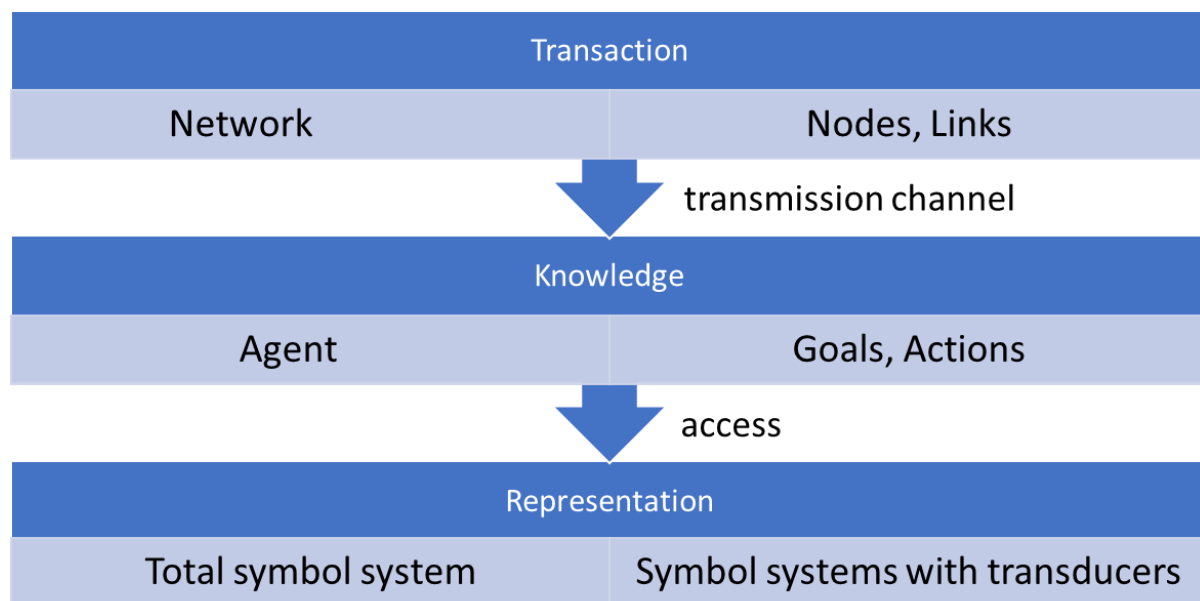 Transaction
Network
Nodes, Links
transmission channel
Knowledge
Agent
Goals, Actions
access
Representation
Total symbol system
Symbol systems with transducers